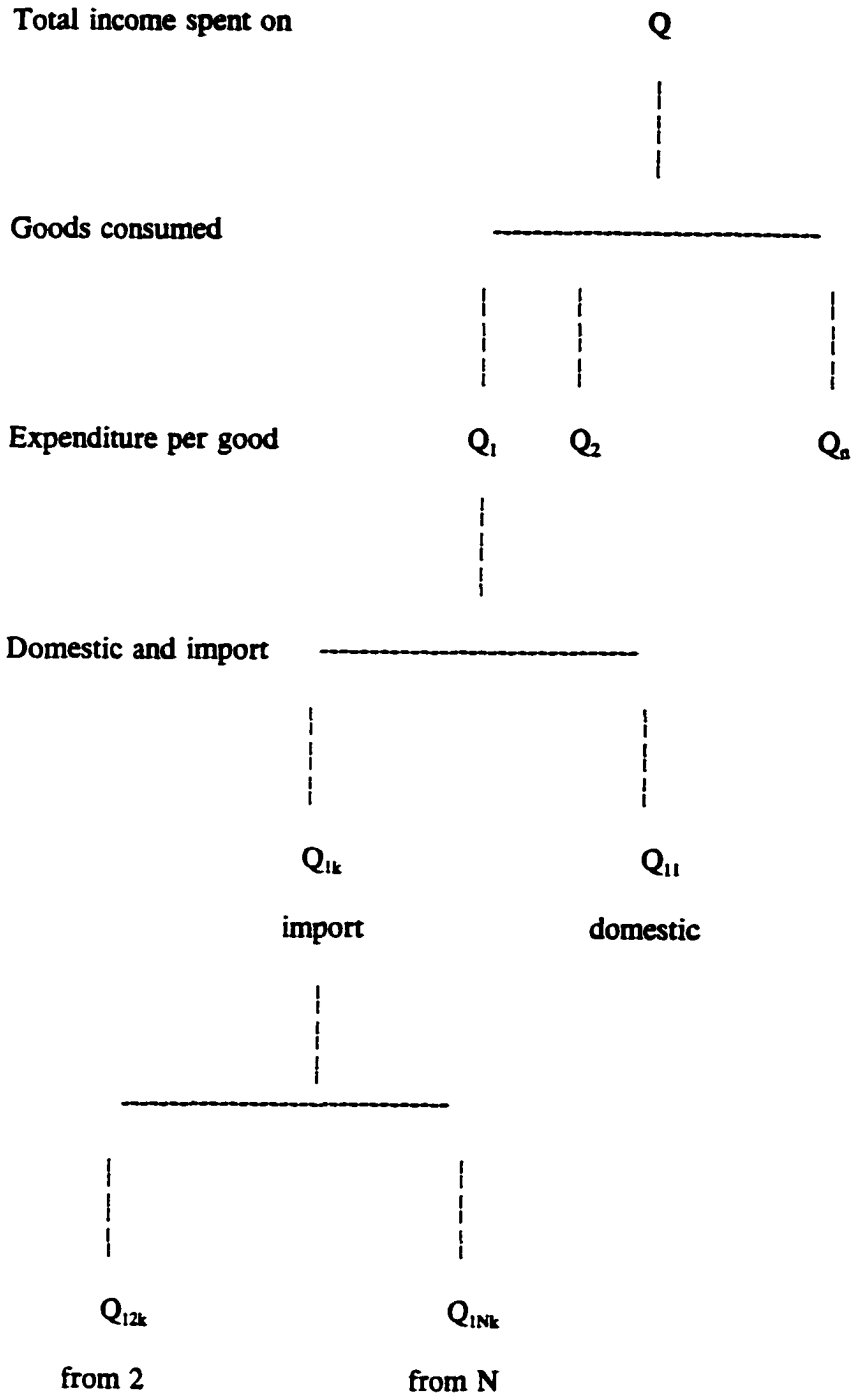 Total income spent on Q
Goods consumed
Expenditure per good Q₁ Q₂ Qₙ
Domestic and import
Q₁ₖ Q₁₁
import domestic
Q₁₂ₖ Q₁Nₖ
from 2 from N